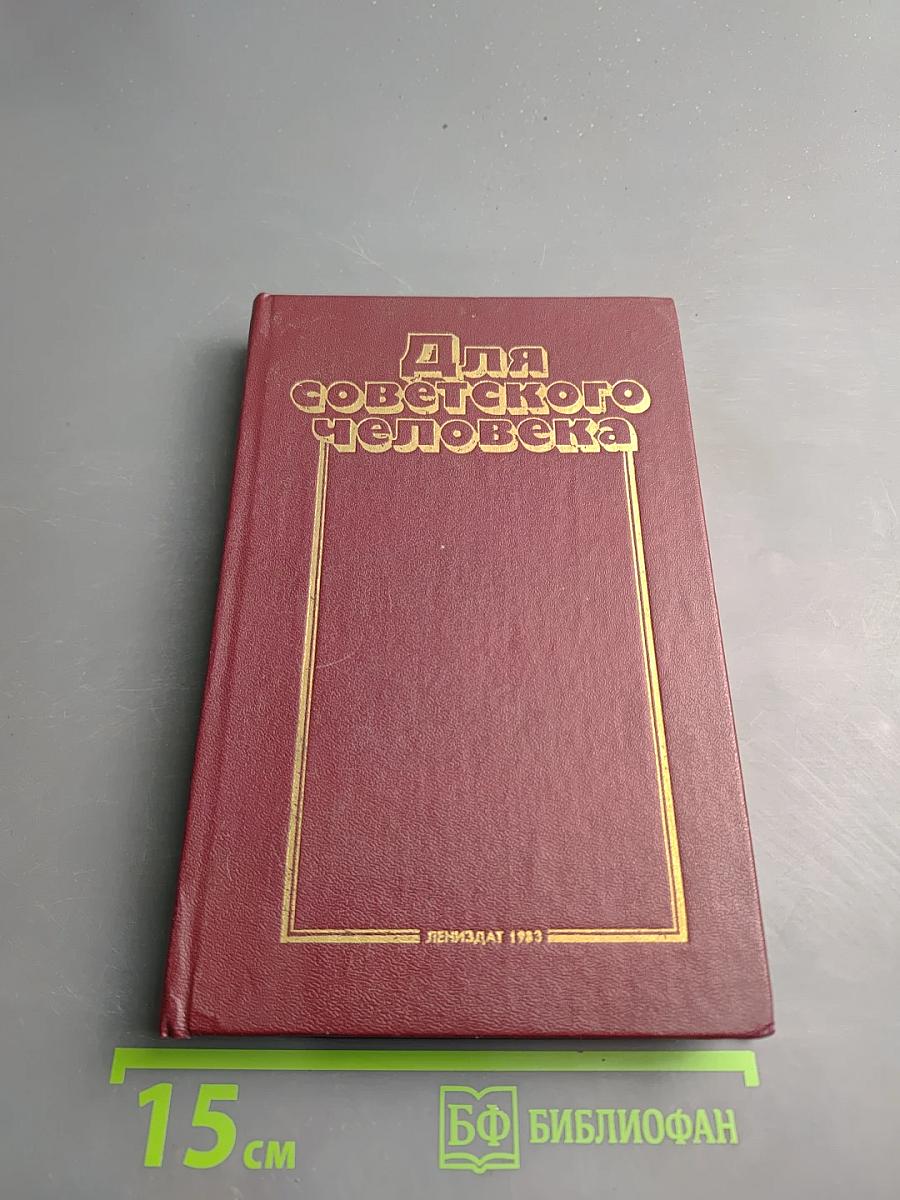 Для
советского
человека
ЛЕНИЗДАТ 1983
15 см
БФ БИБЛИОФАН